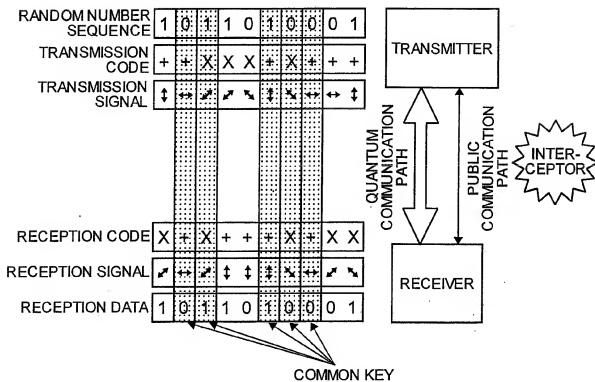 RANDOM NUMBER
SEQUENCE
1 0 1 1 0 1 0 0 0 1
TRANSMISSION
CODE
+ + X X X + X + + +
TRANSMISSION
SIGNAL
↕ ↔ ⤢ ⤢ ⤡ ↕ ⤡ ↔ ↔ ↕
TRANSMITTER
QUANTUM
COMMUNICATION
PATH
PUBLIC
COMMUNICATION
PATH
INTER-
CEPTOR
RECEPTION CODE
X + X + + + X + X X
RECEPTION SIGNAL
⤢ ↔ ⤢ ↕ ↕ ↕ ⤡ ↔ ⤢ ⤡
RECEPTION DATA
1 0 1 1 0 1 0 0 0 1
RECEIVER
COMMON KEY